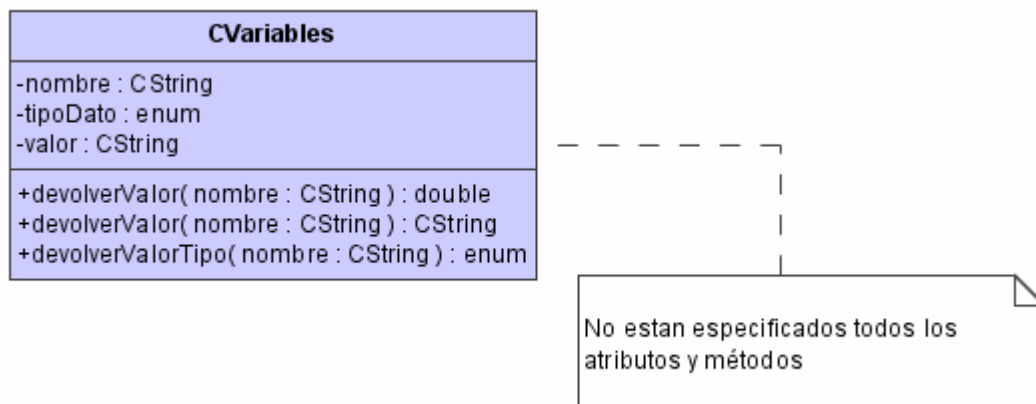 CVariables
-nombre : CString
-tipoDato : enum
-valor : CString
+devolverValor( nombre : CString ) : double
+devolverValor( nombre : CString ) : CString
+devolverValorTipo( nombre : CString ) : enum
No estan especificados todos los
atributos y métodos